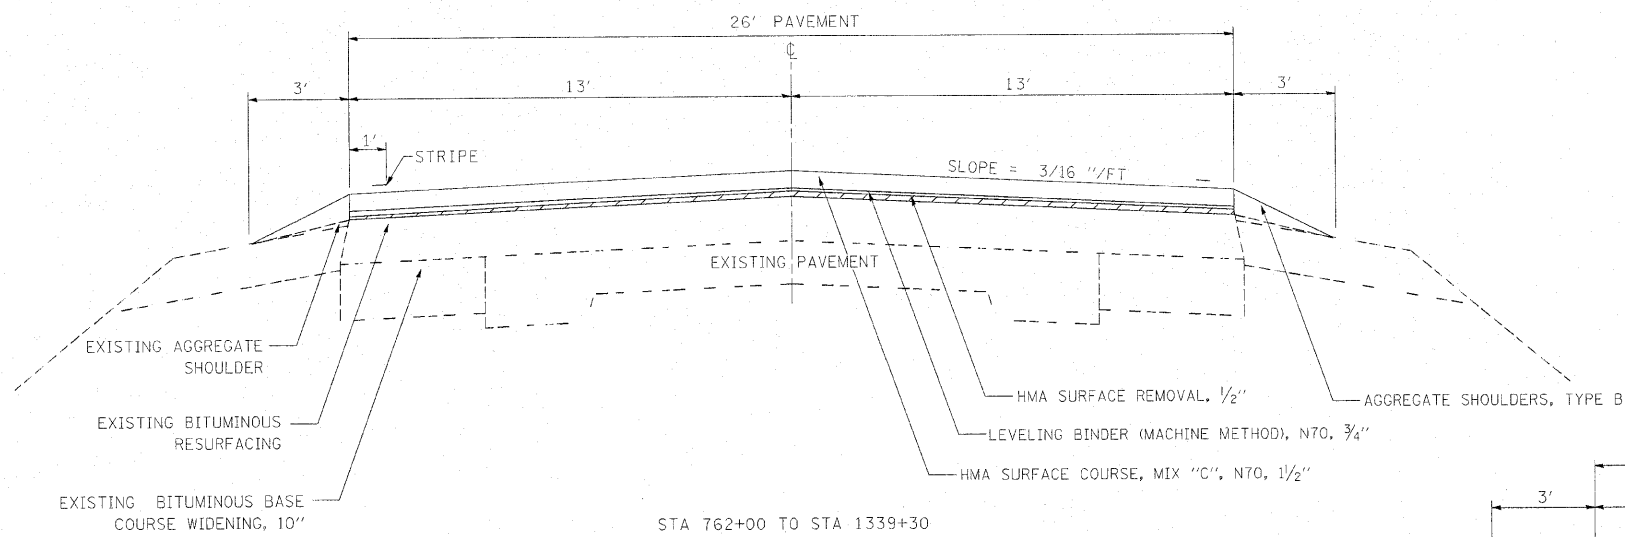 26' PAVEMENT
℄
3' 13' 13' 3'
1'
STRIPE
SLOPE = 3/16 "/FT
EXISTING PAVEMENT
EXISTING AGGREGATE
SHOULDER
HMA SURFACE REMOVAL, 1/2"
AGGREGATE SHOULDERS, TYPE B
EXISTING BITUMINOUS
RESURFACING
LEVELING BINDER (MACHINE METHOD), N70, 3/4"
HMA SURFACE COURSE, MIX "C", N70, 1 1/2"
EXISTING BITUMINOUS BASE
COURSE WIDENING, 10"
3'
STA 762+00 TO STA 1339+30